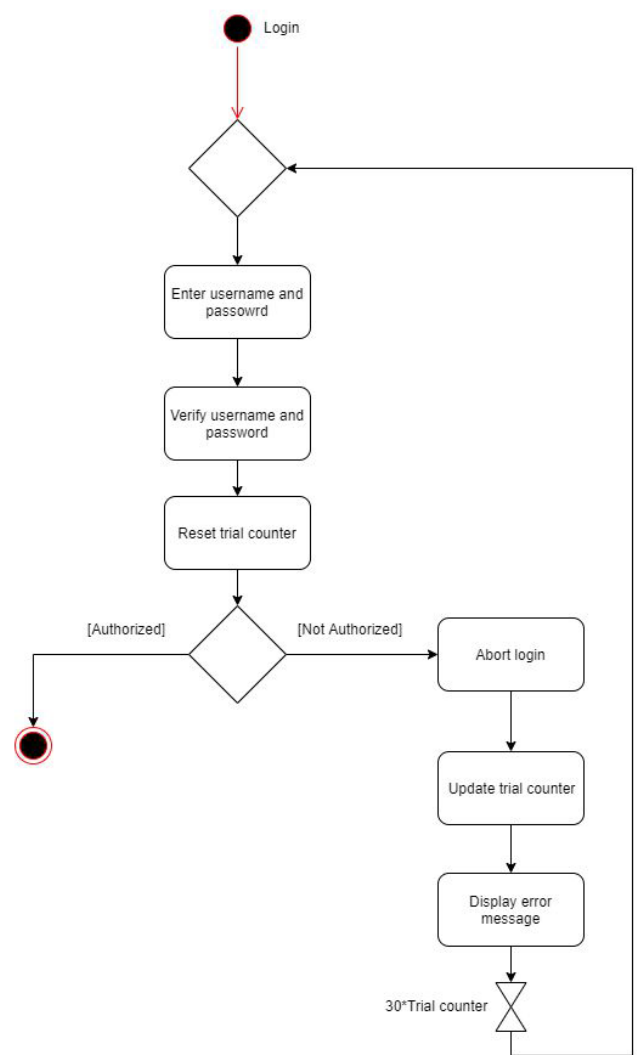 Login
Enter username and
passowrd
Verify username and
password
Reset trial counter
[Authorized]
[Not Authorized]
Abort login
Update trial counter
Display error
message
30*Trial counter